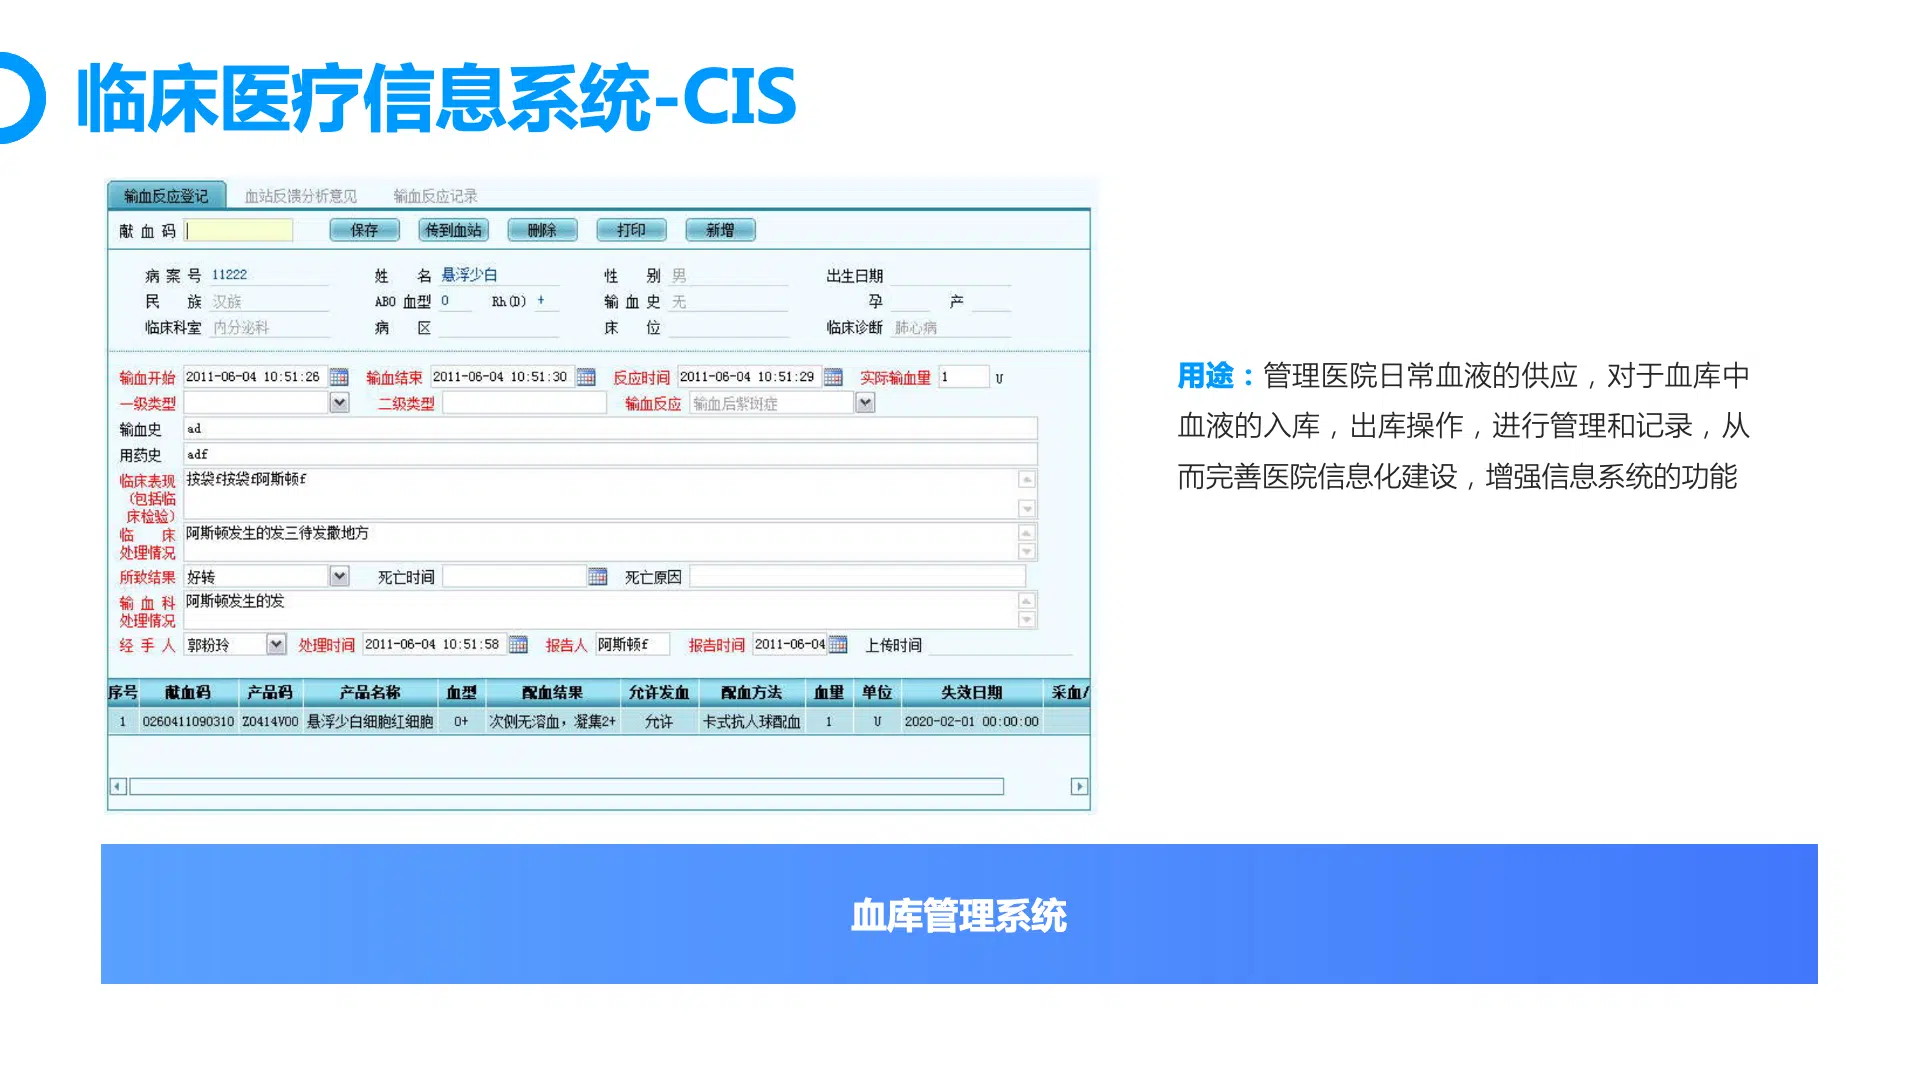 临床医疗信息系统-CIS
输血反应登记 血站反馈分析意见 输血反应记录
献血码 保存 传到血站 删除 打印 新增
病案号 11222 姓名 悬浮少白 性别 男 出生日期
民族 汉族 ABO 血型 O Rh(D) + 输血史 无 孕 产
临床科室 内分泌科 病区 床位 临床诊断 肺心病
输血开始 2011-06-04 10:51:26 输血结束 2011-06-04 10:51:30 反应时间 2011-06-04 10:51:29 实际输血量 1 U
一级类型 二级类型 输血反应 输血后紫斑症
输血史 ad
用药史 adf
临床表现（包括临床检验） 按袋f按袋f阿斯顿f
临床处理情况 阿斯顿发生的发三待发撒地方
所致结果 好转 死亡时间 死亡原因
输血科处理情况 阿斯顿发生的发
经手人 郭粉玲 处理时间 2011-06-04 10:51:58 报告人 阿斯顿f 报告时间 2011-06-04 上传时间
序号 献血码 产品码 产品名称 血型 配血结果 允许发血 配血方法 血量 单位 失效日期 采血
1 0260411090310 Z0414V00 悬浮少白细胞红细胞 O+ 次侧无溶血，凝集2+ 允许 卡式抗人球配血 1 U 2020-02-01 00:00:00
用途：管理医院日常血液的供应，对于血库中
血液的入库，出库操作，进行管理和记录，从
而完善医院信息化建设，增强信息系统的功能
血库管理系统